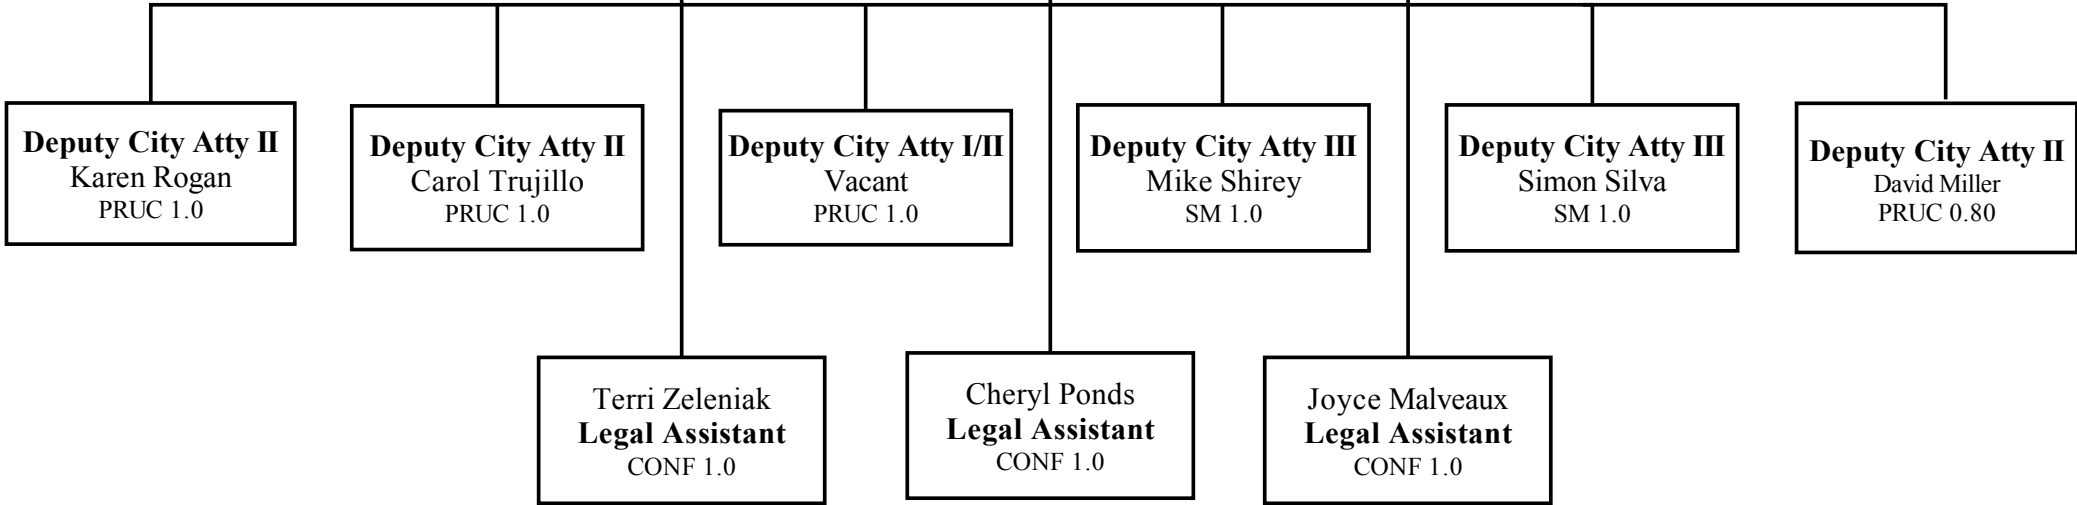 Deputy City Atty II
Karen Rogan
PRUC 1.0
Deputy City Atty II
Carol Trujillo
PRUC 1.0
Deputy City Atty I/II
Vacant
PRUC 1.0
Deputy City Atty III
Mike Shirey
SM 1.0
Deputy City Atty III
Simon Silva
SM 1.0
Deputy City Atty II
David Miller
PRUC 0.80
Terri Zeleniak
Legal Assistant
CONF 1.0
Cheryl Ponds
Legal Assistant
CONF 1.0
Joyce Malveaux
Legal Assistant
CONF 1.0